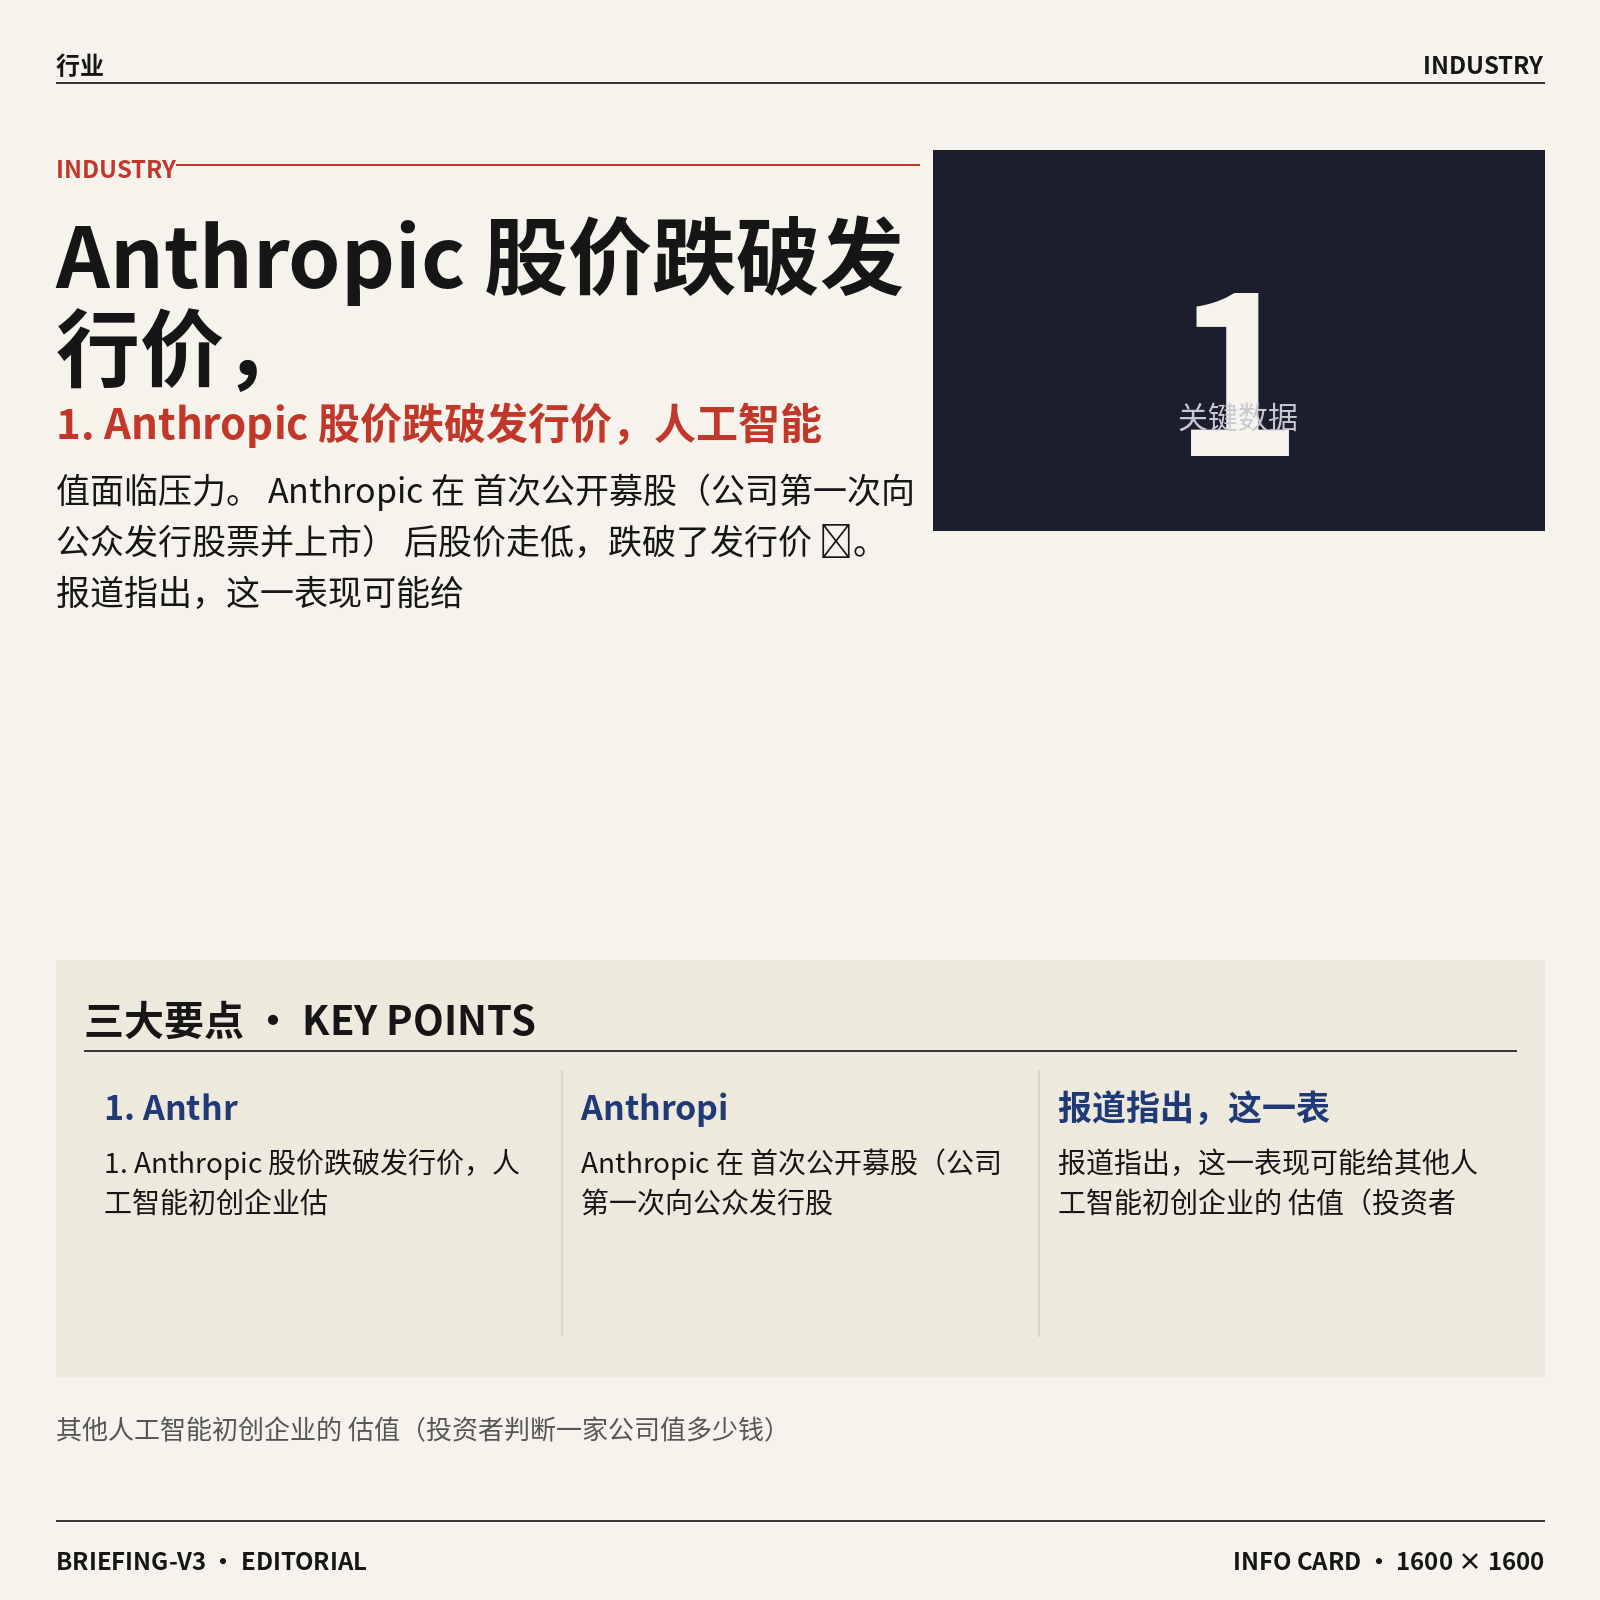 行业
INDUSTRY
INDUSTRY
Anthropic 股价跌破发
行价，
1. Anthropic 股价跌破发行价，人工智能
值面临压力。 Anthropic 在 首次公开募股（公司第一次向
公众发行股票并上市） 后股价走低，跌破了发行价 。
报道指出，这一表现可能给
1
关键数据
三大要点 · KEY POINTS
1. Anthr
1. Anthropic 股价跌破发行价，人
工智能初创企业估
Anthropi
Anthropic 在 首次公开募股（公司
第一次向公众发行股
报道指出，这一表
报道指出，这一表现可能给其他人
工智能初创企业的 估值（投资者
其他人工智能初创企业的 估值（投资者判断一家公司值多少钱）
BRIEFING-V3 · EDITORIAL
INFO CARD · 1600 × 1600